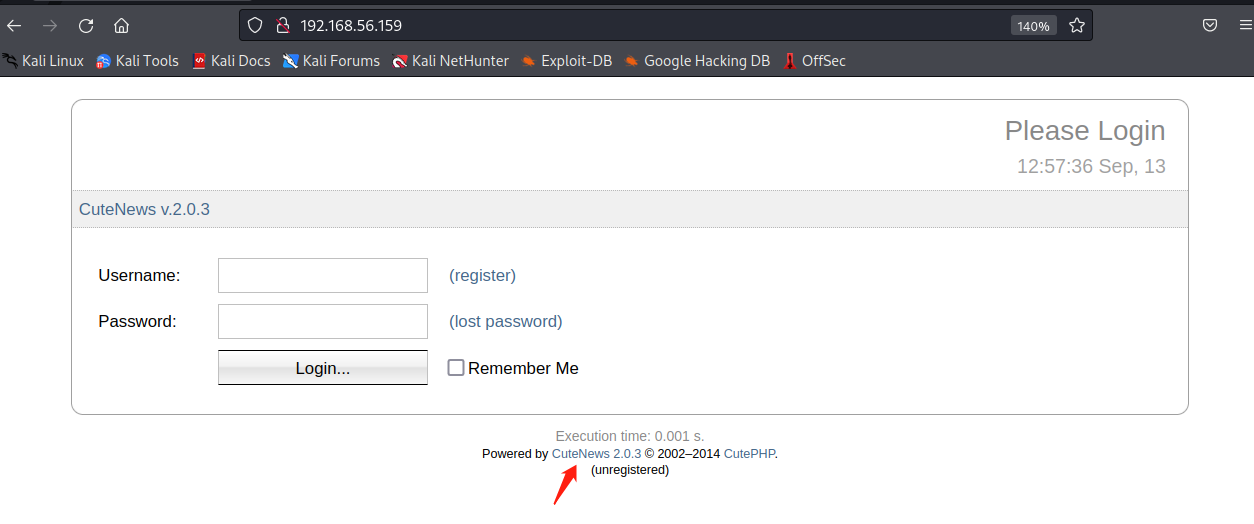 192.168.56.159 140%
Kali Linux Kali Tools Kali Docs Kali Forums Kali NetHunter Exploit-DB Google Hacking DB OffSec
Please Login
12:57:36 Sep, 13
CuteNews v.2.0.3
Username: (register)
Password: (lost password)
Login... Remember Me
Execution time: 0.001 s.
Powered by CuteNews 2.0.3 © 2002–2014 CutePHP.
(unregistered)